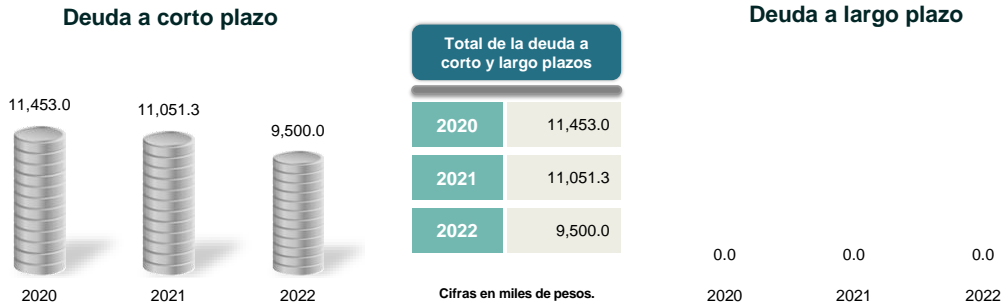 Deuda a corto plazo
11,453.0
11,051.3
9,500.0
2020
2021
2022
Total de la deuda a
corto y largo plazos
2020 11,453.0
2021 11,051.3
2022 9,500.0
Cifras en miles de pesos.
Deuda a largo plazo
0.0 0.0 0.0
2020 2021 2022